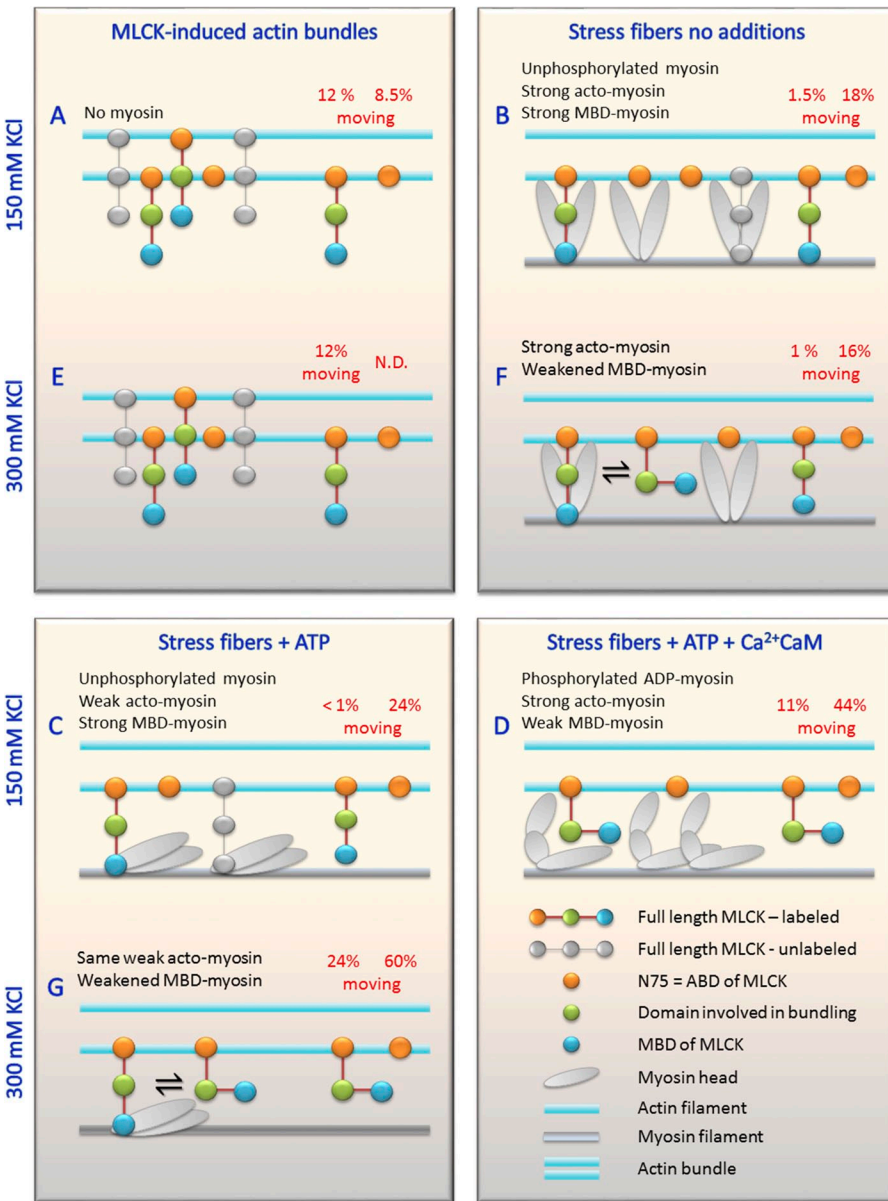 MLCK-induced actin bundles
150 mM KCl
A
No myosin
12 % 8.5%
moving
300 mM KCl
E
12%
moving
N.D.
Stress fibers no additions
Unphosphorylated myosin
Strong acto-myosin
Strong MBD-myosin
B
1.5% 18%
moving
Strong acto-myosin
Weakened MBD-myosin
F
1 % 16%
moving
Stress fibers + ATP
150 mM KCl
Unphosphorylated myosin
Weak acto-myosin
Strong MBD-myosin
C
< 1% 24%
moving
300 mM KCl
Same weak acto-myosin
Weakened MBD-myosin
G
24% 60%
moving
Stress fibers + ATP + Ca²⁺CaM
Phosphorylated ADP-myosin
Strong acto-myosin
Weak MBD-myosin
D
11% 44%
moving
Full length MLCK – labeled
Full length MLCK - unlabeled
N75 = ABD of MLCK
Domain involved in bundling
MBD of MLCK
Myosin head
Actin filament
Myosin filament
Actin bundle